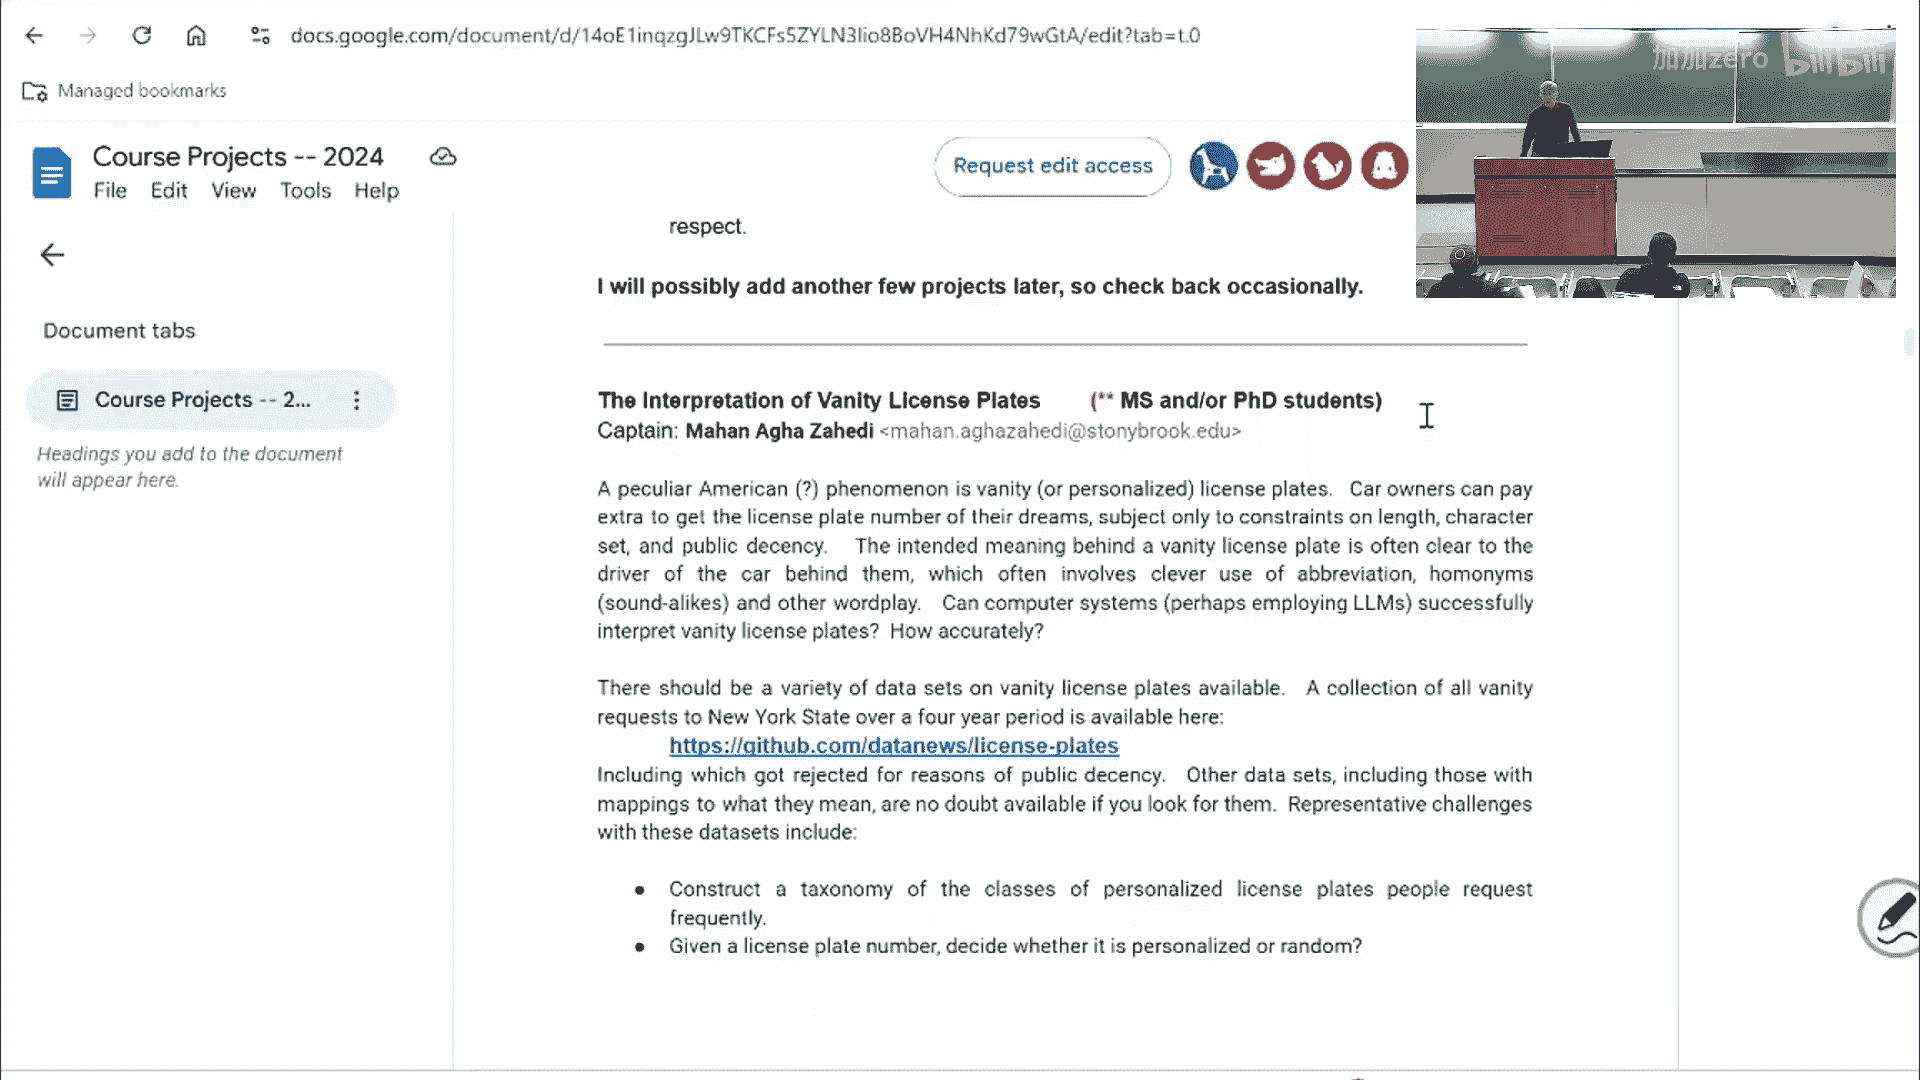 docs.google.com/document/d/14oE1inqzgJLw9TKCFs5ZYLN3lio8BoVH4NhKd79wGtA/edit?tab=t.0
Managed bookmarks
加加zero bilibili
Course Projects -- 2024
File Edit View Tools Help
Request edit access
Document tabs
Course Projects -- 2...
Headings you add to the document
will appear here.
respect.
I will possibly add another few projects later, so check back occasionally.
The Interpretation of Vanity License Plates (** MS and/or PhD students)
Captain: Mahan Agha Zahedi <mahan.aghazahedi@stonybrook.edu>
A peculiar American (?) phenomenon is vanity (or personalized) license plates. Car owners can pay
extra to get the license plate number of their dreams, subject only to constraints on length, character
set, and public decency. The intended meaning behind a vanity license plate is often clear to the
driver of the car behind them, which often involves clever use of abbreviation, homonyms
(sound-alikes) and other wordplay. Can computer systems (perhaps employing LLMs) successfully
interpret vanity license plates? How accurately?
There should be a variety of data sets on vanity license plates available. A collection of all vanity
requests to New York State over a four year period is available here:
https://github.com/datanews/license-plates
Including which got rejected for reasons of public decency. Other data sets, including those with
mappings to what they mean, are no doubt available if you look for them. Representative challenges
with these datasets include:
● Construct a taxonomy of the classes of personalized license plates people request
frequently.
● Given a license plate number, decide whether it is personalized or random?